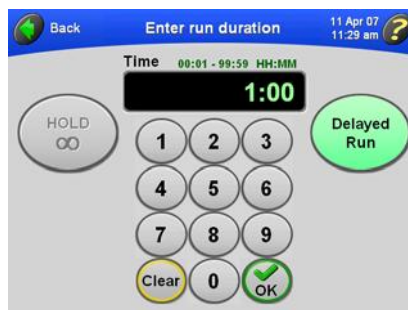 Back
Enter run duration
11 Apr 07
11:29 am
?
Time 00:01 - 99:59 HH:MM
1:00
HOLD
∞
Delayed
Run
1 2 3
4 5 6
7 8 9
Clear 0 OK